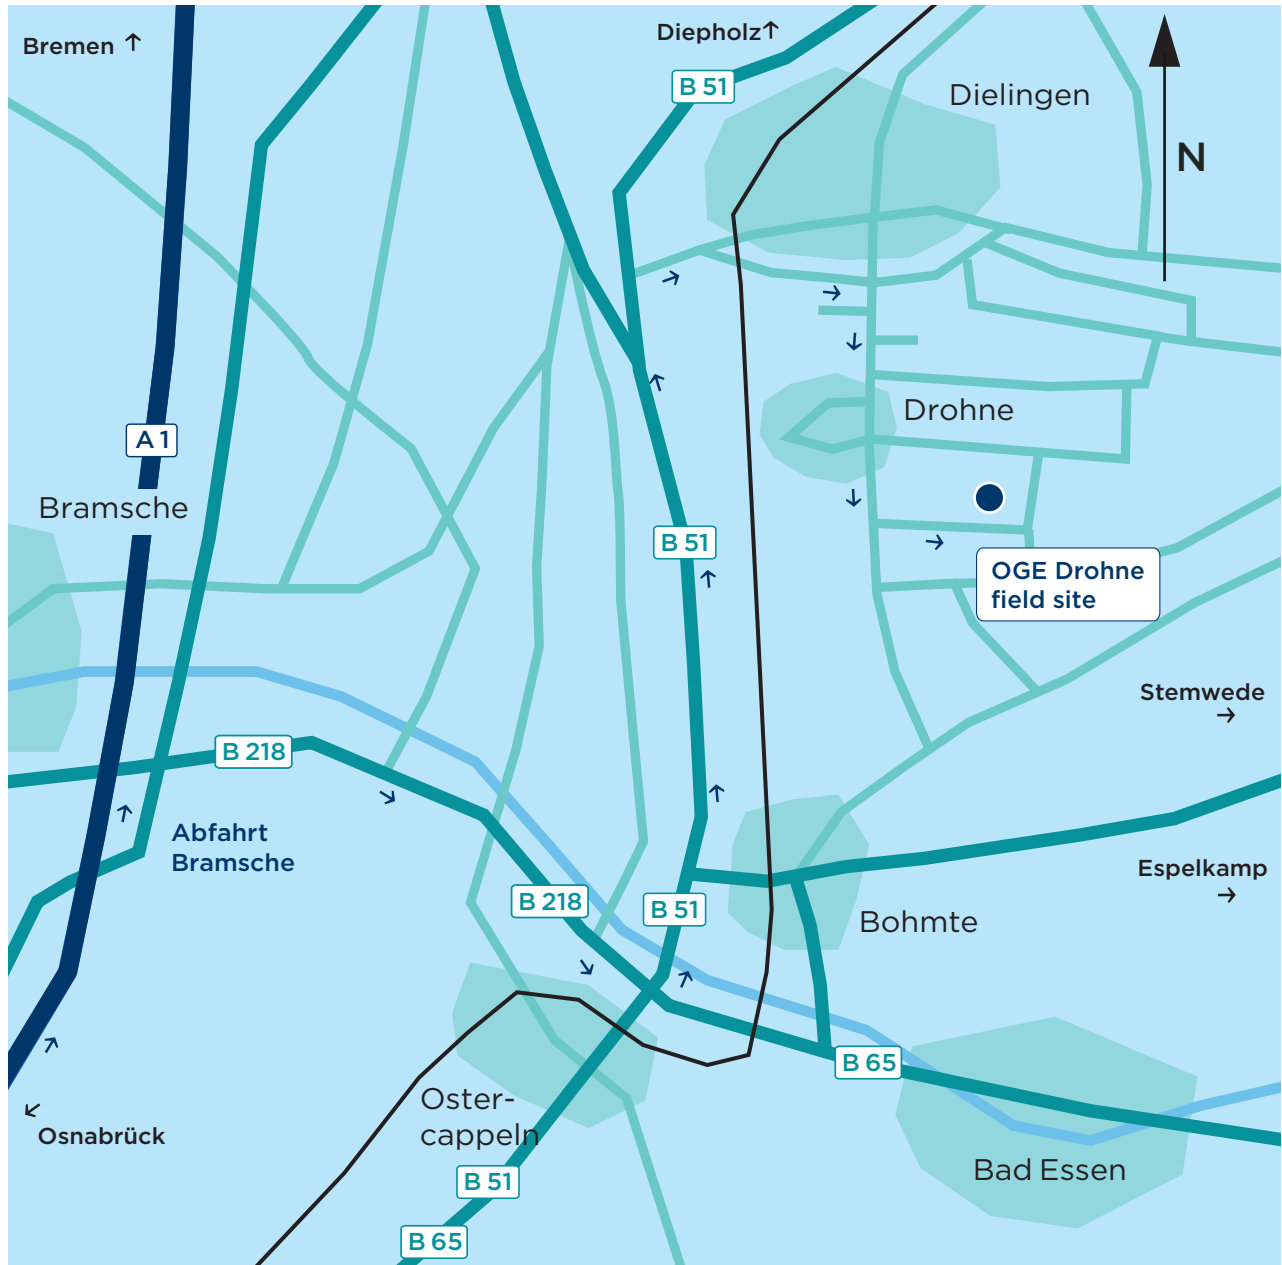 Bremen ↑
Diepholz↑
B 51
Dielingen
N
Drohne
A 1
Bramsche
B 51
OGE Drohne
field site
Stemwede
→
B 218
Abfahrt
Bramsche
Espelkamp
→
B 218
B 51
Bohmte
B 65
Oster-
cappeln
↙
Osnabrück
Bad Essen
B 51
B 65